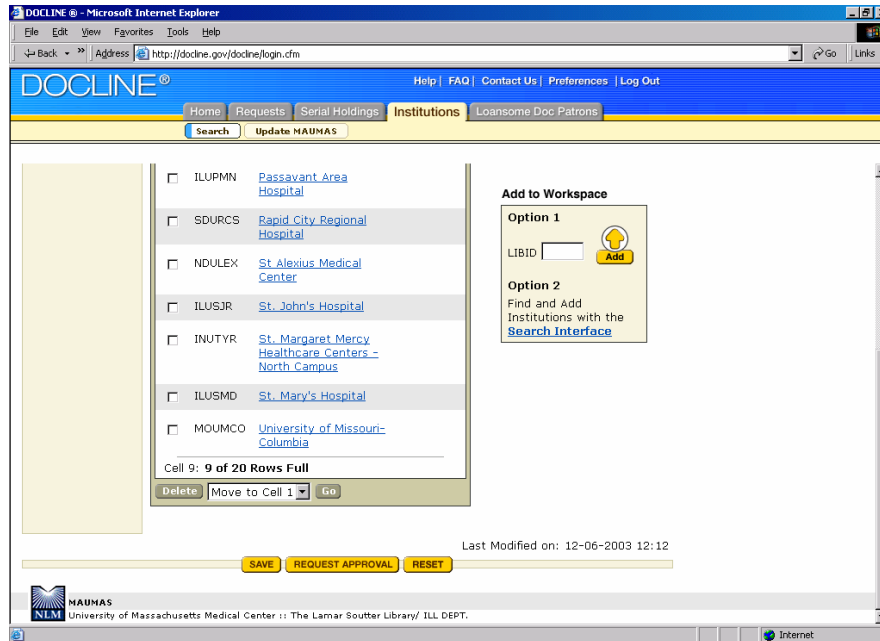 DOCLINE ® - Microsoft Internet Explorer
File Edit View Favorites Tools Help
Back » Address http://docline.gov/docline/login.cfm Go Links
DOCLINE®
Help | FAQ | Contact Us | Preferences | Log Out
Home Requests Serial Holdings Institutions Loansome Doc Patrons
Search Update MAUMAS
ILUPMN Passavant Area
Hospital
SDURCS Rapid City Regional
Hospital
NDULEX St Alexius Medical
Center
ILUSJR St. John's Hospital
INUTYR St. Margaret Mercy
Healthcare Centers -
North Campus
ILUSMD St. Mary's Hospital
MOUMCO University of Missouri-
Columbia
Cell 9: 9 of 20 Rows Full
Delete Move to Cell 1 Go
Add to Workspace
Option 1
LIBID Add
Option 2
Find and Add
Institutions with the
Search Interface
Last Modified on: 12-06-2003 12:12
SAVE REQUEST APPROVAL RESET
NLM MAUMAS
University of Massachusetts Medical Center :: The Lamar Soutter Library/ ILL DEPT.
Internet